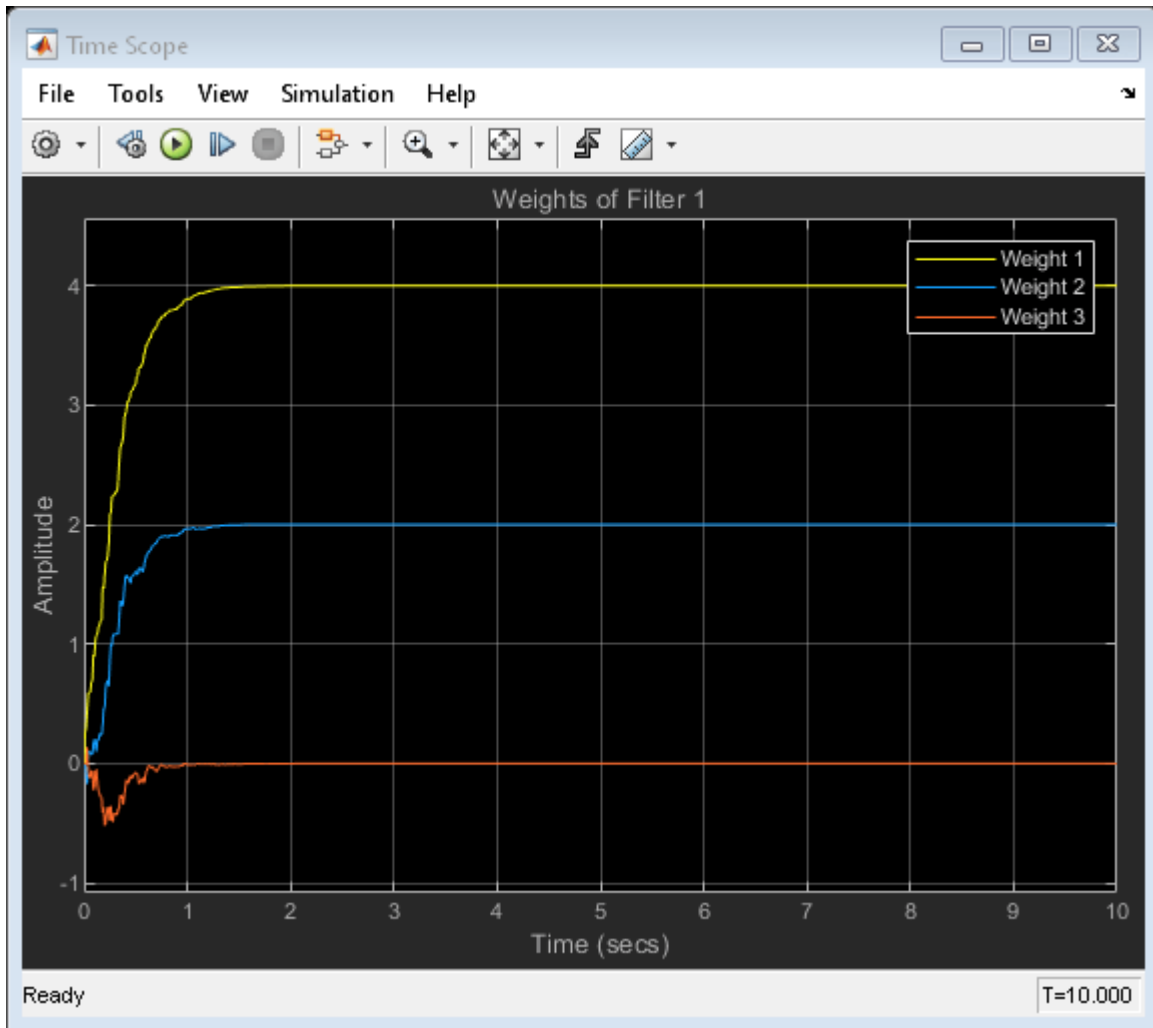 Time Scope
File Tools View Simulation Help
Weights of Filter 1
Weight 1
Weight 2
Weight 3
Amplitude
4
3
2
1
0
-1
0 1 2 3 4 5 6 7 8 9 10
Time (secs)
Ready T=10.000